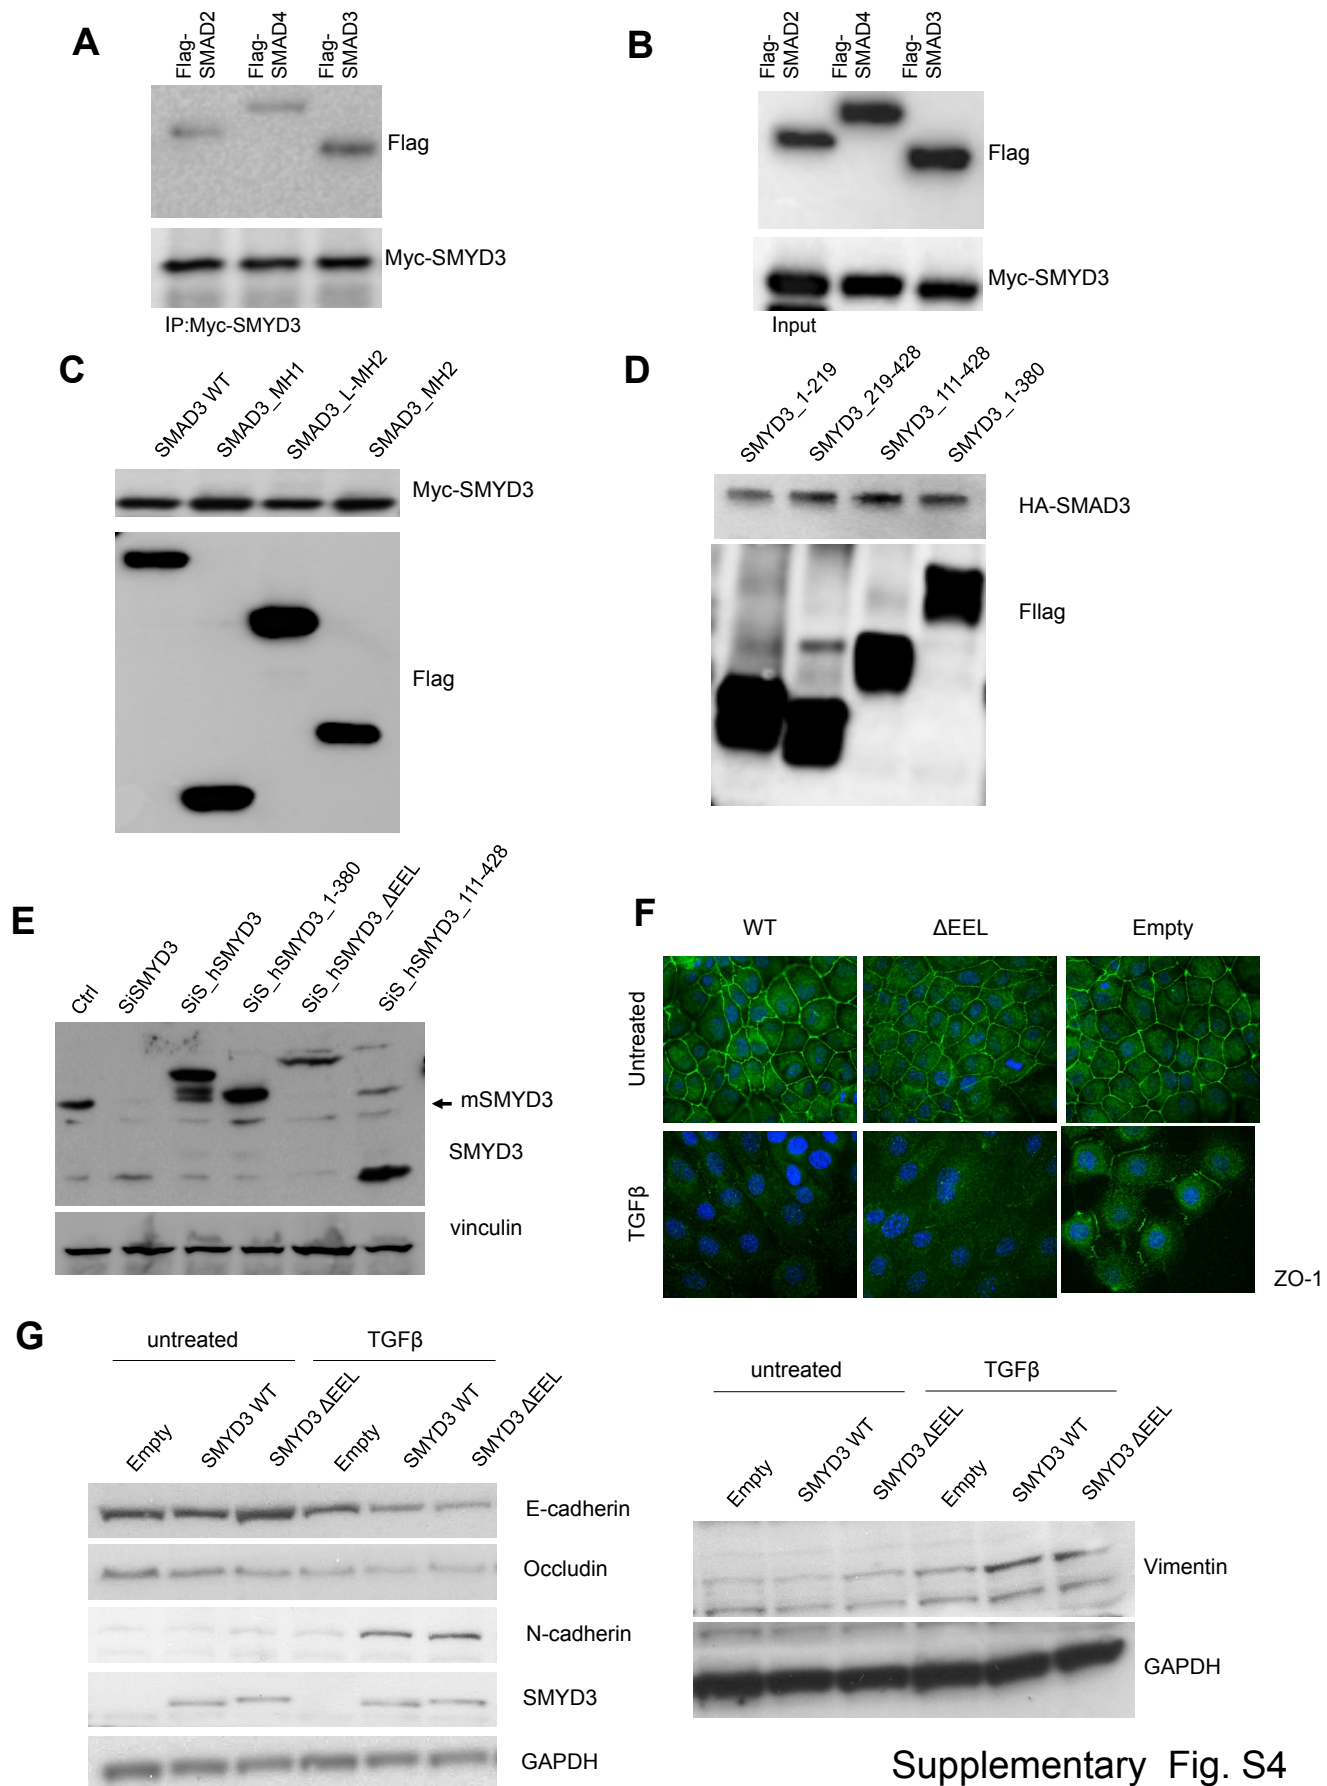 A
Flag-
SMAD2
Flag-
SMAD4
Flag-
SMAD3
Flag
Myc-SMYD3
IP:Myc-SMYD3
B
Flag-
SMAD2
Flag-
SMAD4
Flag-
SMAD3
Flag
Myc-SMYD3
Input
C
SMAD3 WT
SMAD3_MH1
SMAD3_L-MH2
SMAD3_MH2
Myc-SMYD3
Flag
D
SMYD3_1-219
SMYD3_219-428
SMYD3_111-428
SMYD3_1-380
HA-SMAD3
Fllag
E
Ctrl
SiSMYD3
SiS_hSMYD3
SiS_hSMYD3_1-380
SiS_hSMYD3_ΔEEL
SiS_hSMYD3_111-428
mSMYD3
SMYD3
vinculin
F
WT
ΔEEL
Empty
Untreated
TGFβ
ZO-1
G
untreated
TGFβ
Empty
SMYD3 WT
SMYD3 ΔEEL
Empty
SMYD3 WT
SMYD3 ΔEEL
E-cadherin
Occludin
N-cadherin
SMYD3
GAPDH
untreated
TGFβ
Empty
SMYD3 WT
SMYD3 ΔEEL
Empty
SMYD3 WT
SMYD3 ΔEEL
Vimentin
GAPDH
Supplementary Fig. S4